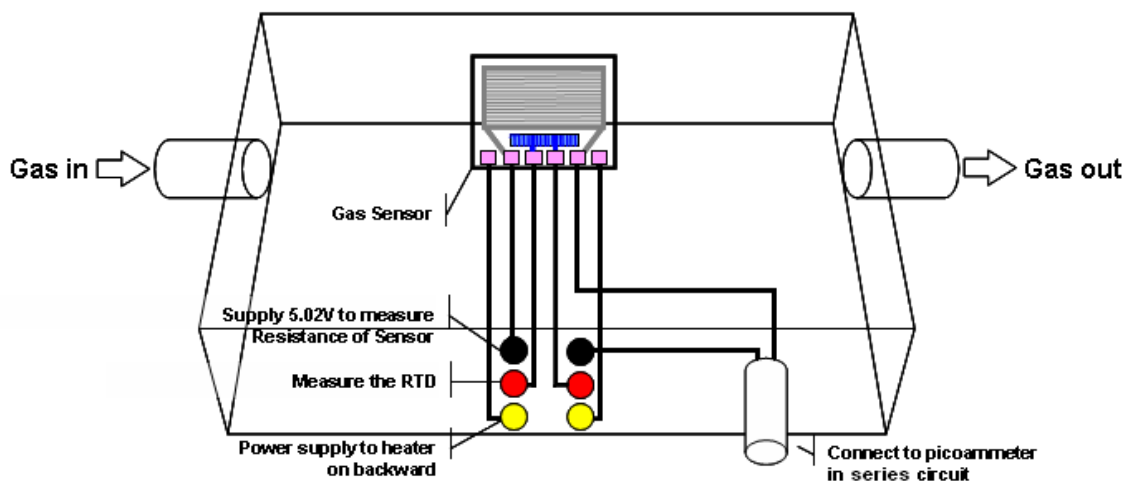 Gas in
Gas out
Gas Sensor
Supply 5.02V to measure
Resistance of Sensor
Measure the RTD
Power supply to heater
on backward
Connect to picoammeter
in series circuit